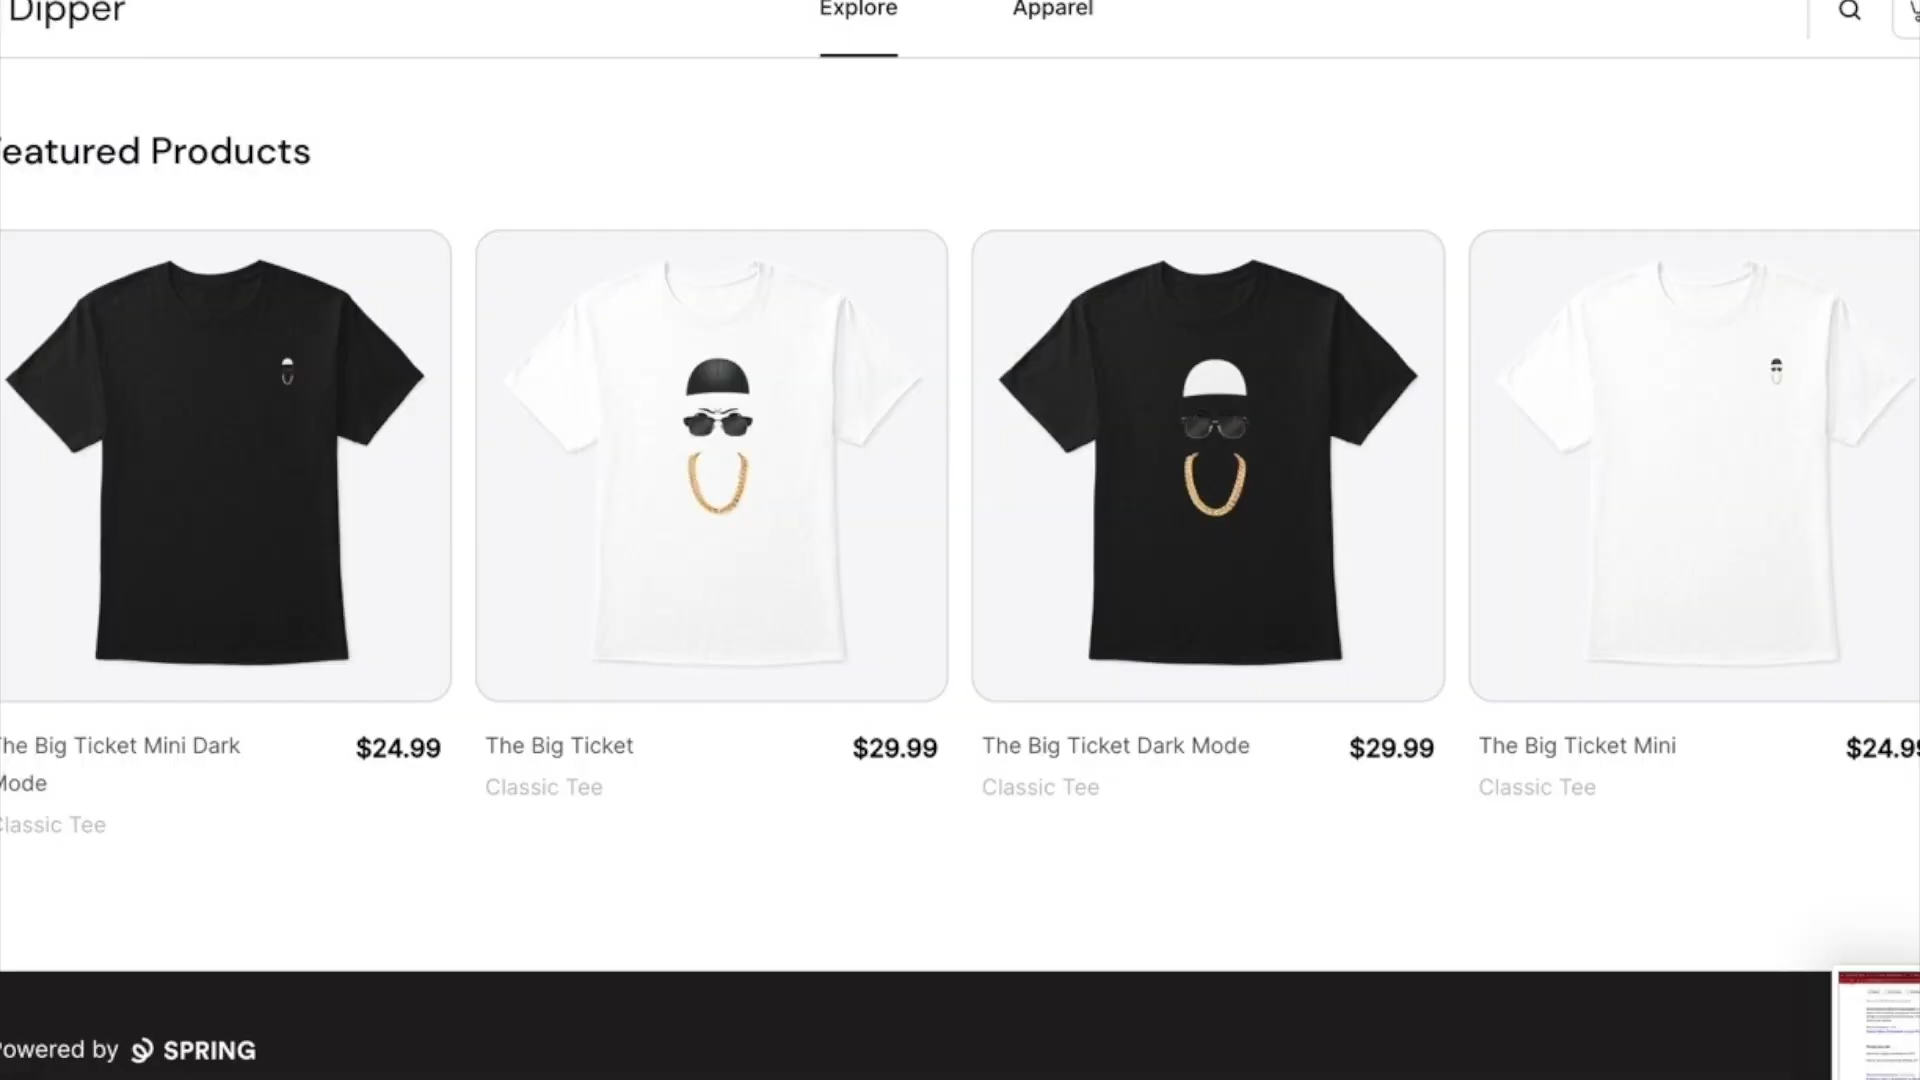 Dipper
Explore
Apparel
eatured Products
he Big Ticket Mini Dark
Mode
$24.99
Classic Tee
The Big Ticket
$29.99
Classic Tee
The Big Ticket Dark Mode
$29.99
Classic Tee
The Big Ticket Mini
$24.99
Classic Tee
owered by SPRING